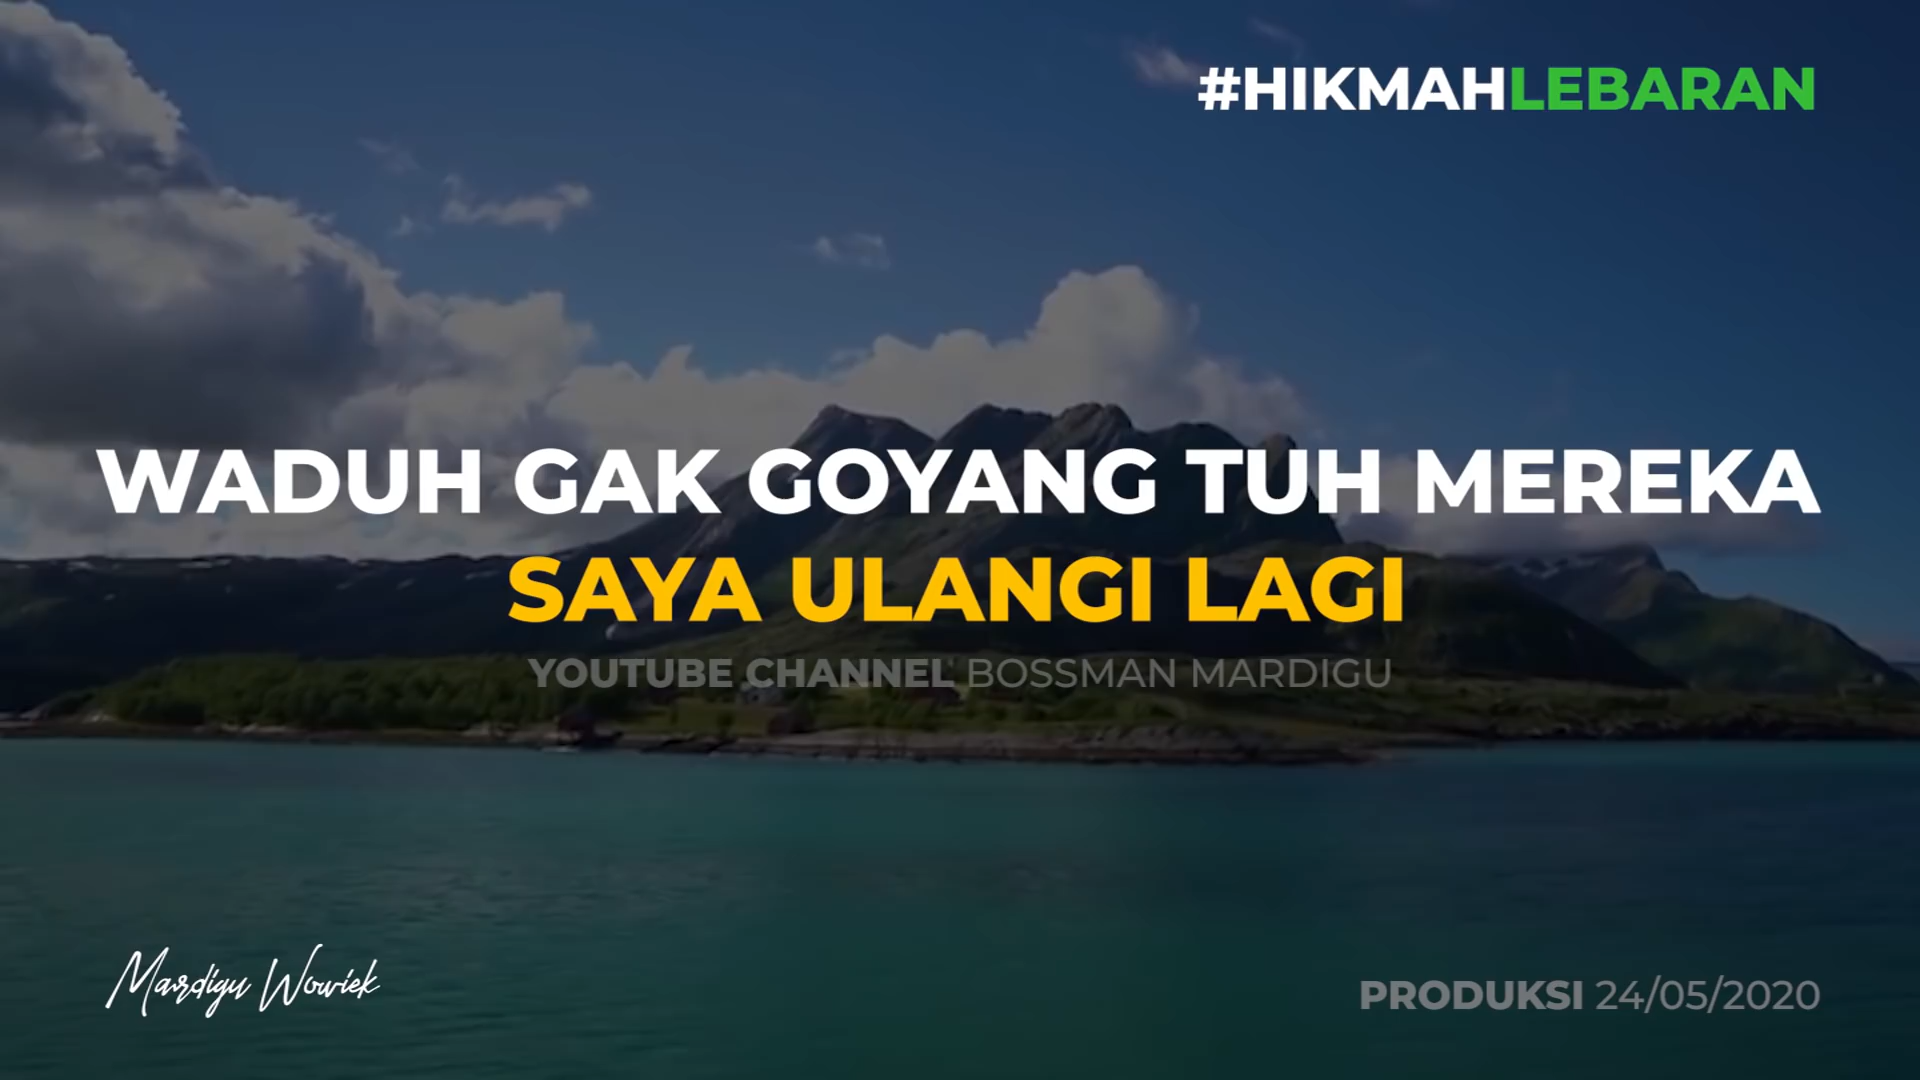 #HIKMAHLEBARAN
WADUH GAK GOYANG TUH MEREKA
SAYA ULANGI LAGI
YOUTUBE CHANNEL BOSSMAN MARDIGU
Mardigu Wowiek
PRODUKSI 24/05/2020